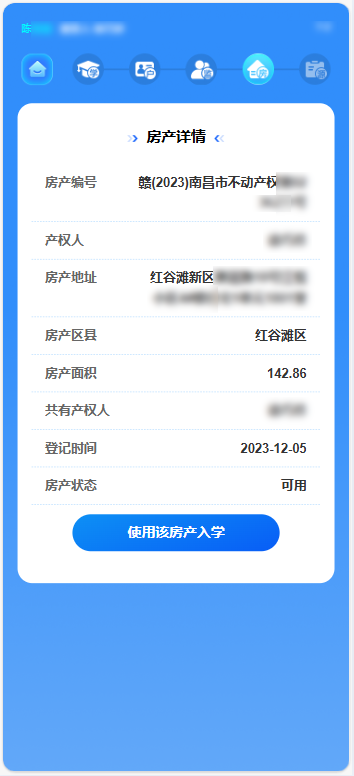 陈
房产详情
房产编号 赣(2023)南昌市不动产权
产权人
房产地址 红谷滩新区
房产区县 红谷滩区
房产面积 142.86
共有产权人
登记时间 2023-12-05
房产状态 可用
使用该房产入学